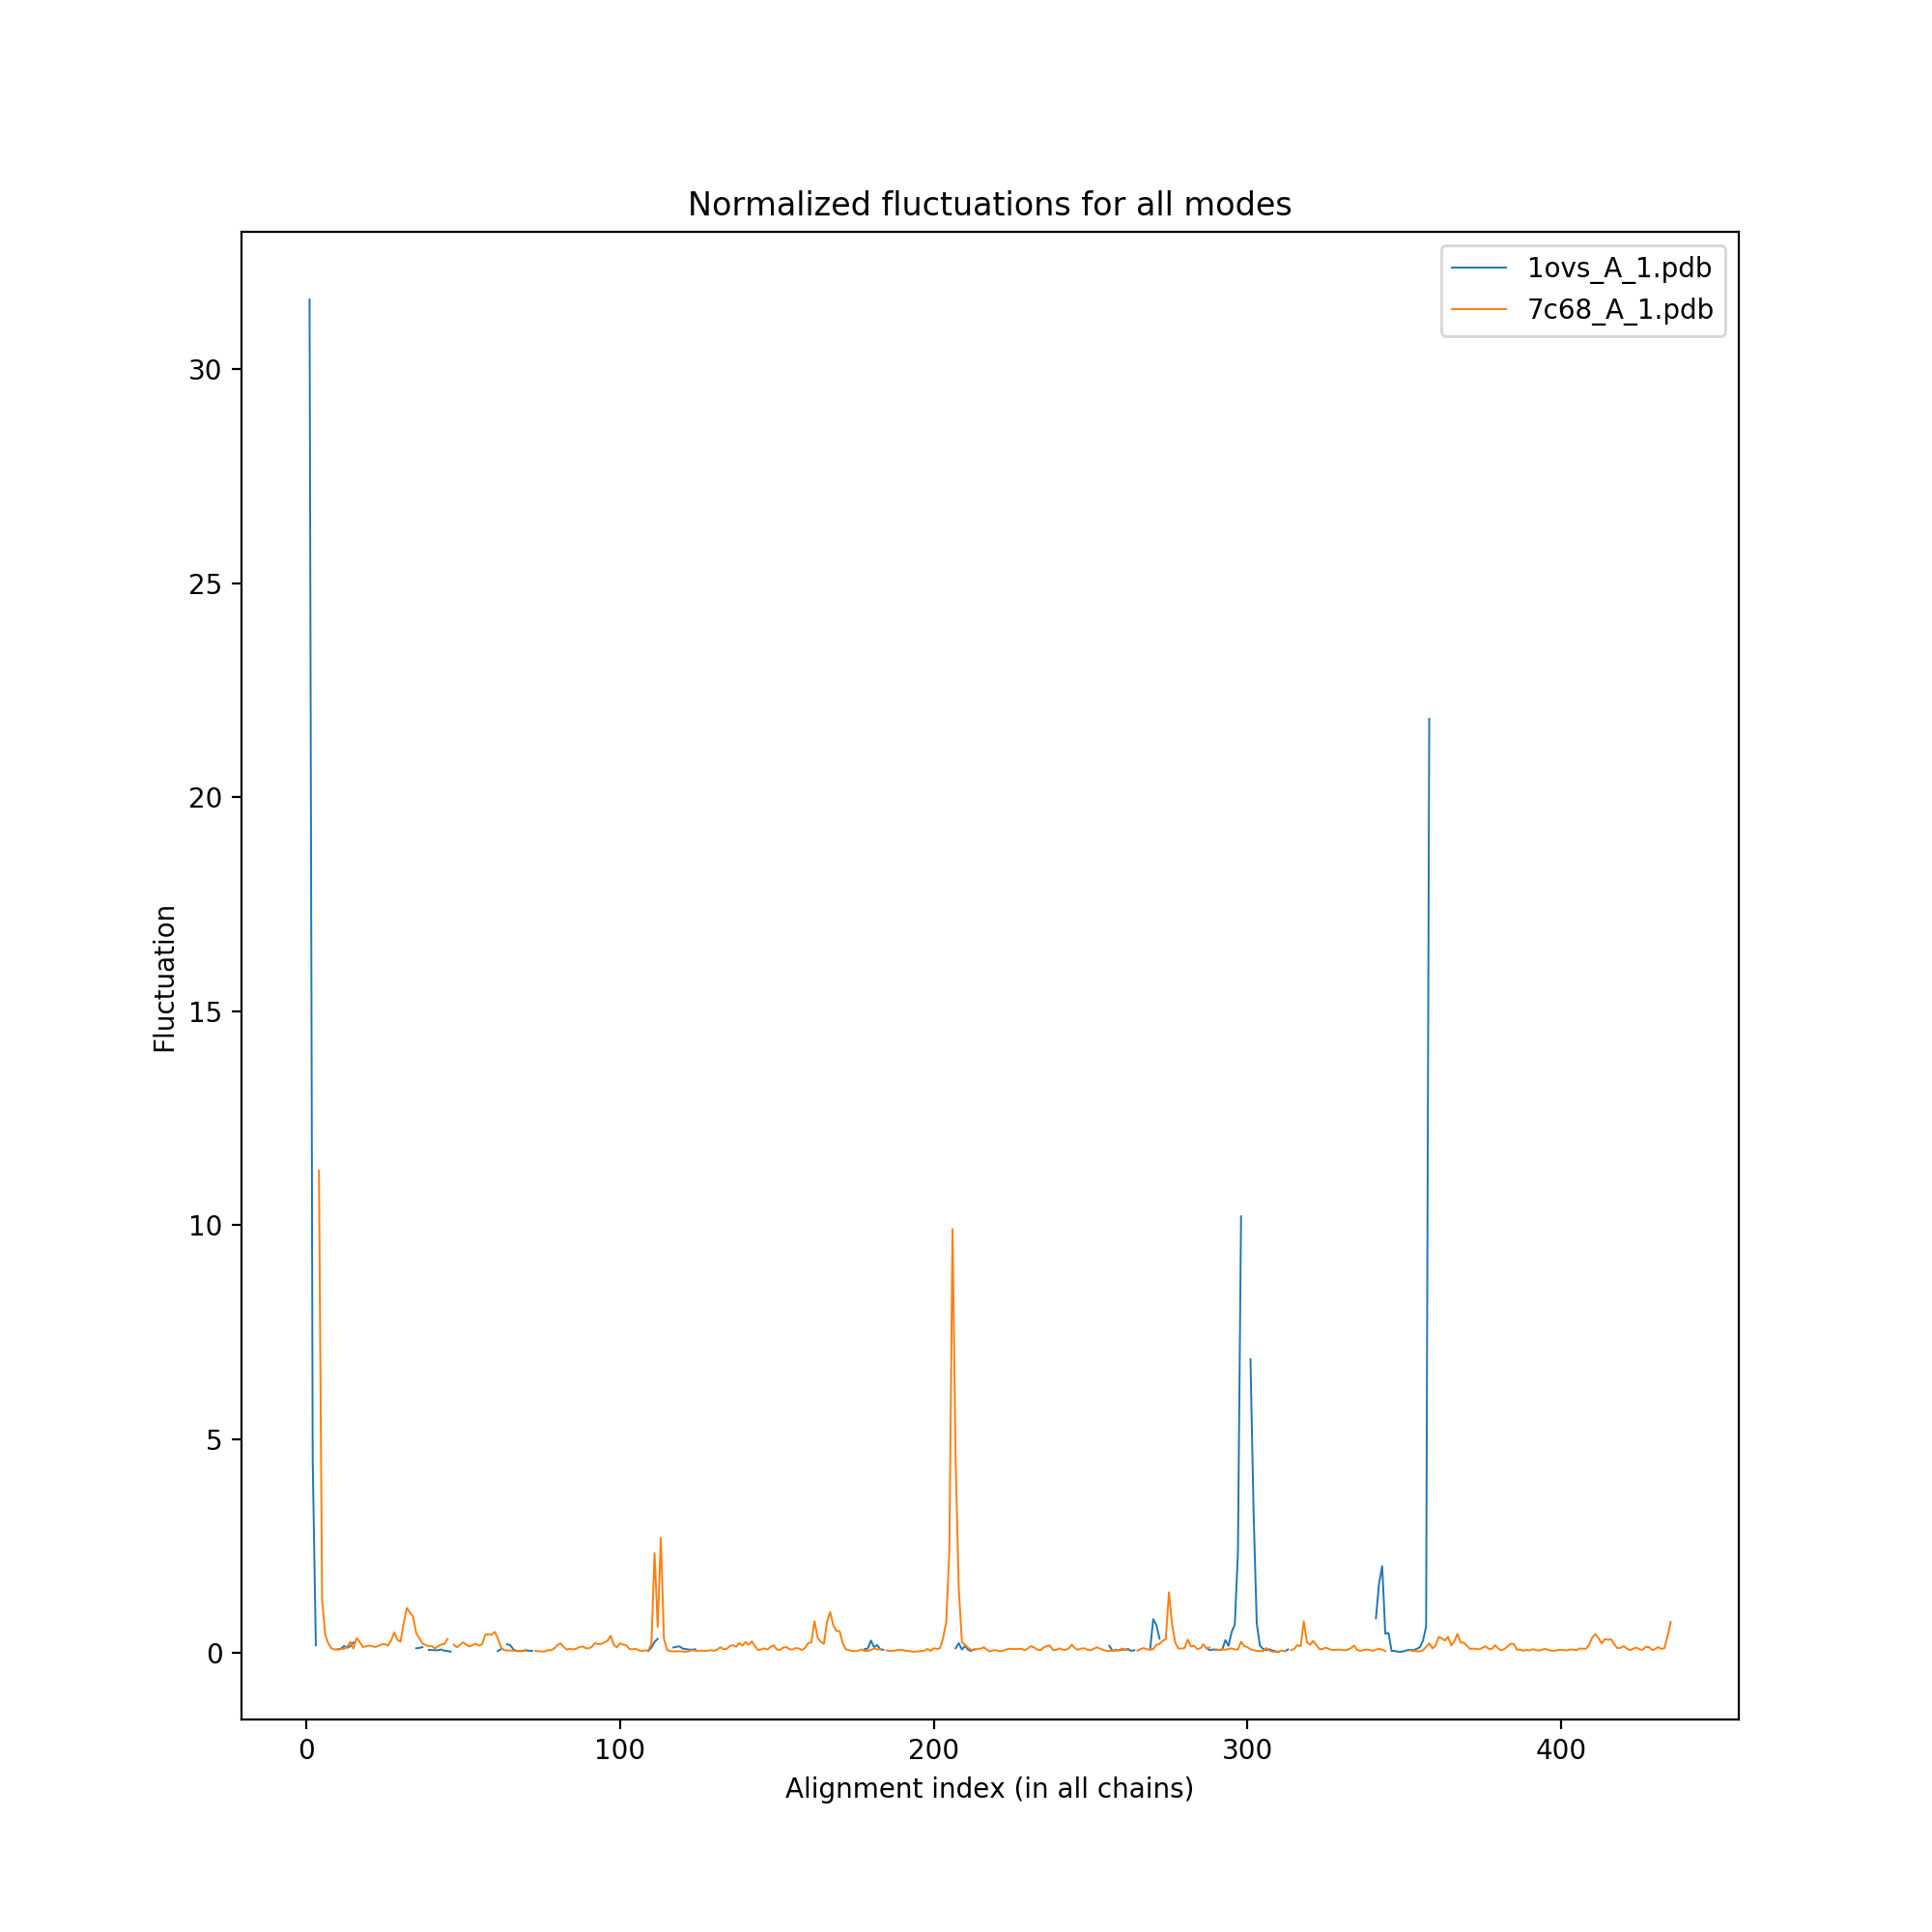 Normalized fluctuations for all modes
1ovs_A_1.pdb
7c68_A_1.pdb
30
25
20
15
10
5
0
Fluctuation
0 100 200 300 400
Alignment index (in all chains)